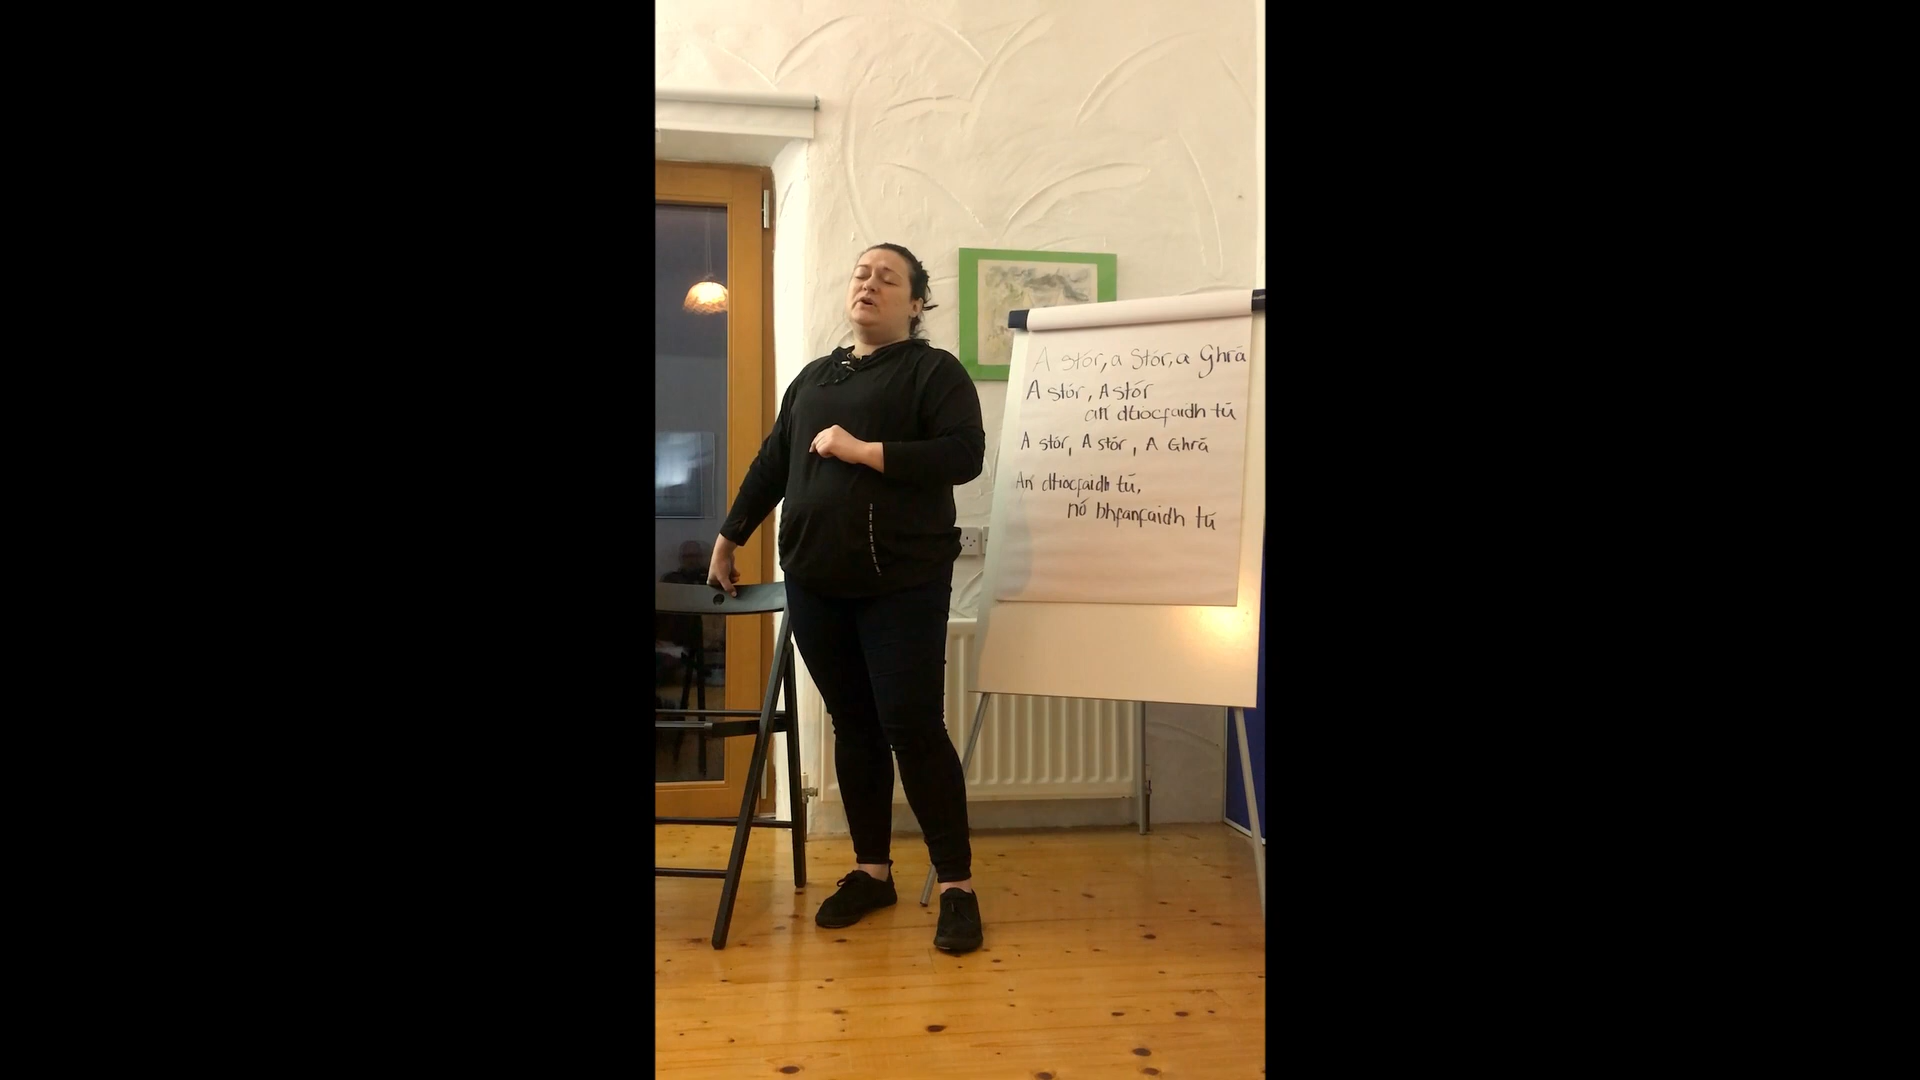 A stór, a Stór, a Ghrá
A stór, A stór
an dtiocfaidh tú
A stór, A stór, A Ghrá
An dtiocfaidh tú,
nó bhfanfaidh tú